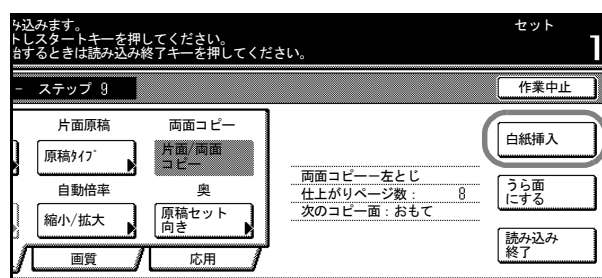 み込みます。
トしスタートキーを押してください。
始するときは読み込み終了キーを押してください。
セット
1
- ステップ 9
作業中止
片面原稿
両面コピー
原稿ﾀｲﾌﾟ
片面/両面
コピー
白紙挿入
自動倍率
奥
縮小/拡大
原稿セット
向き
両面コピー－左とじ
仕上がりページ数： 8
次のコピー面：おもて
うら面
にする
読み込み
終了
画質
応用